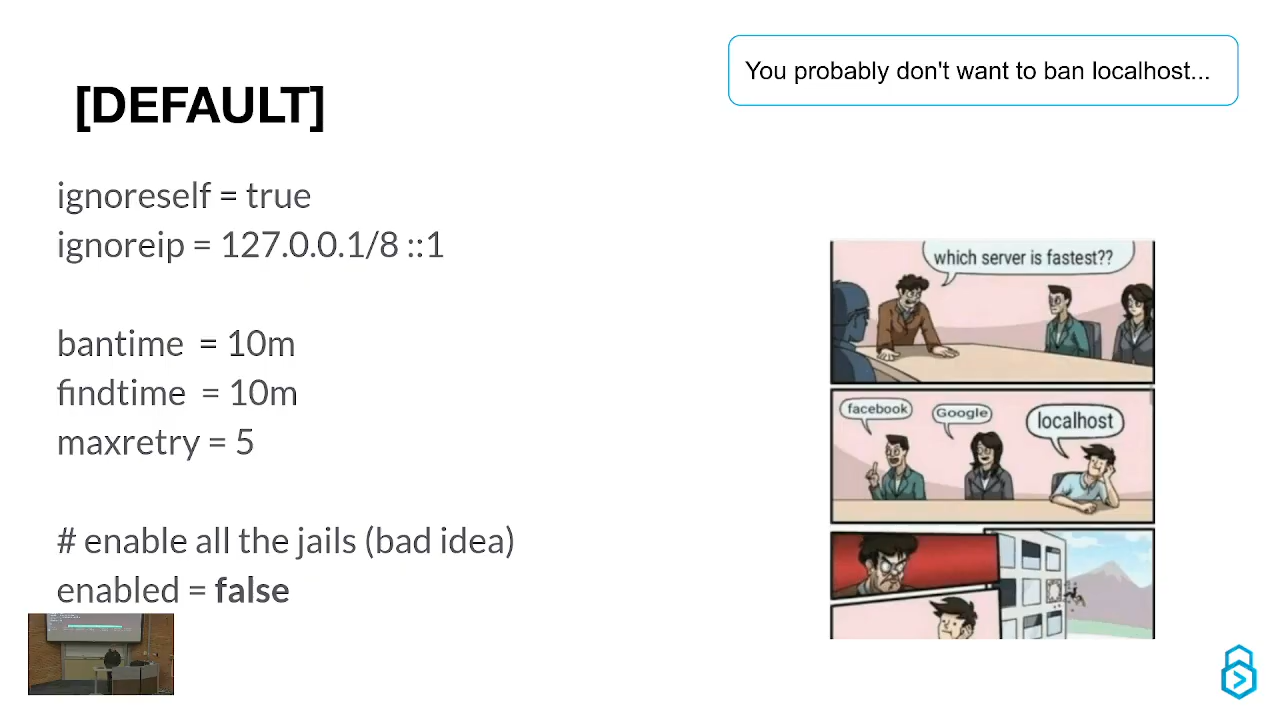 You probably don't want to ban localhost...
[DEFAULT]
ignoreself = true
ignoreip = 127.0.0.1/8 ::1
bantime = 10m
findtime = 10m
maxretry = 5
# enable all the jails (bad idea)
enabled = false
which server is fastest??
facebook
Google
localhost